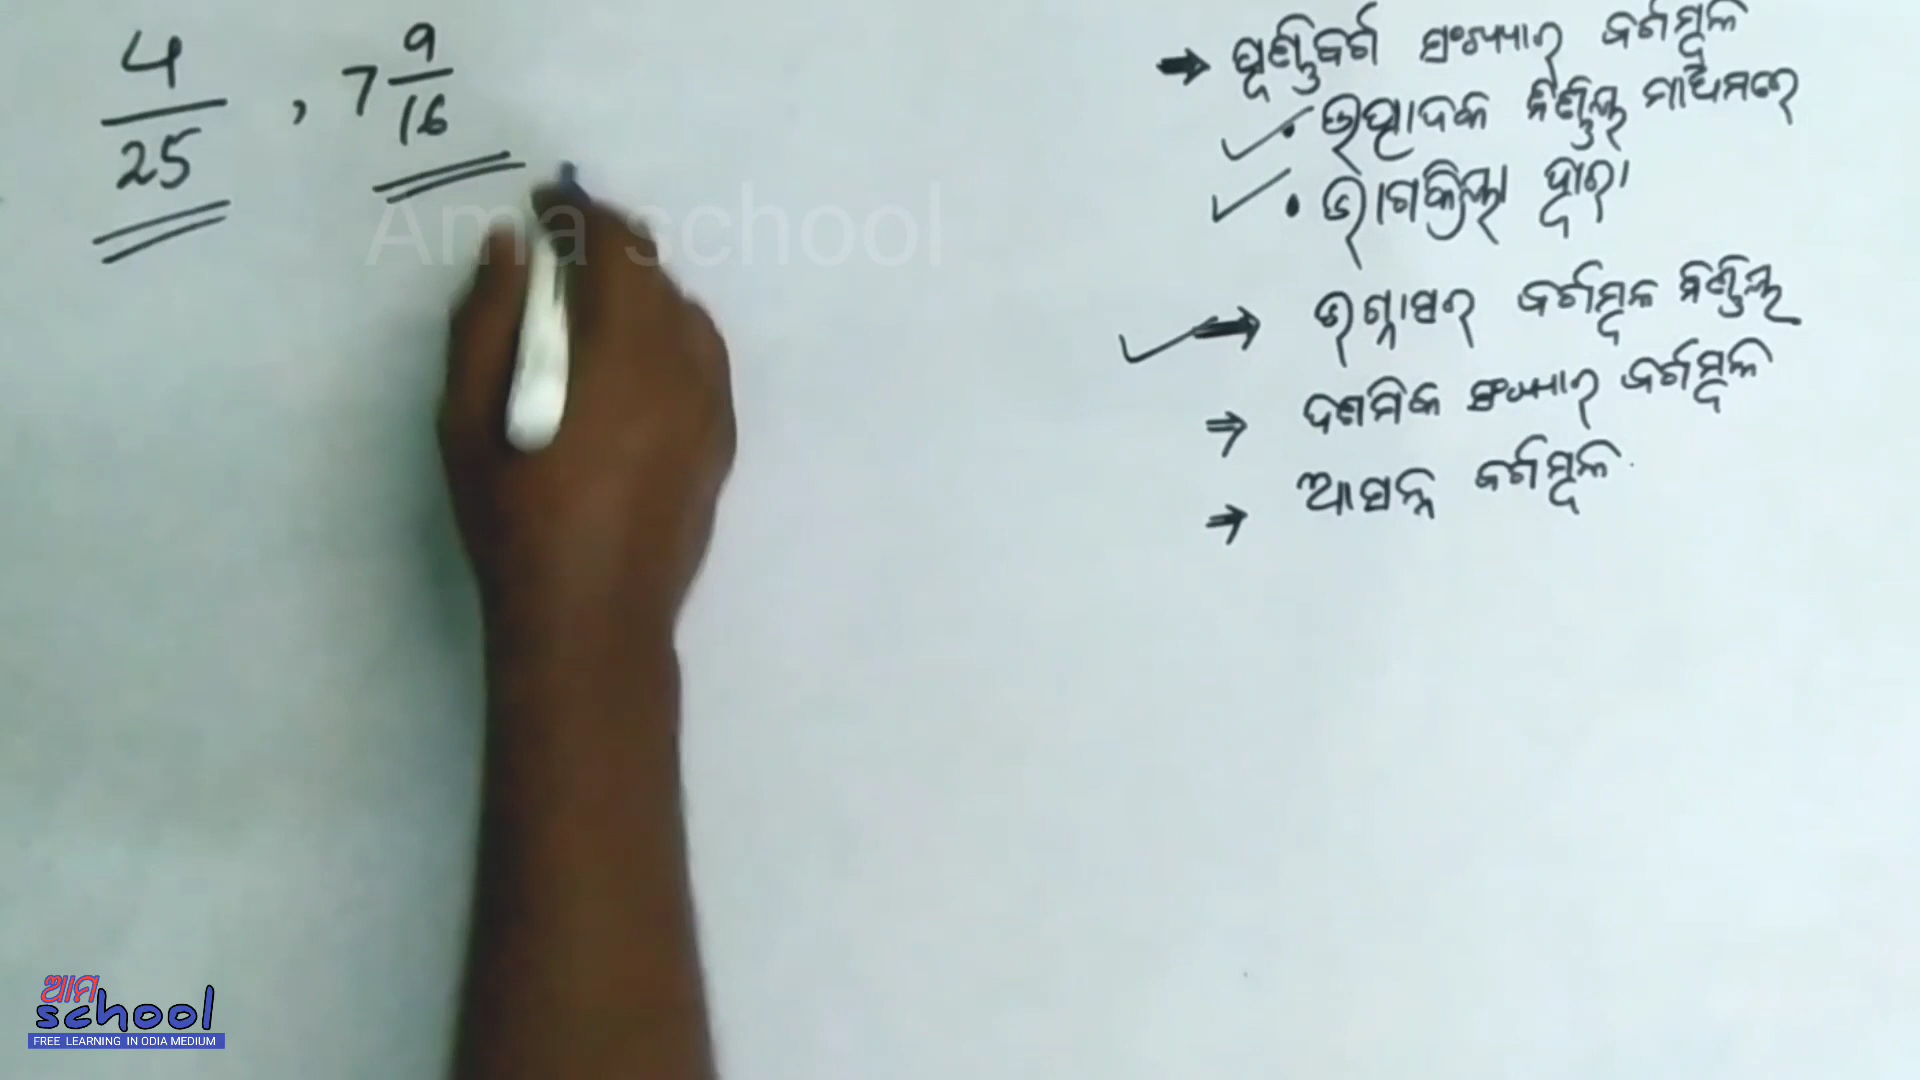 4/25 , 7 9/16
→ ପୂର୍ଣ୍ଣବର୍ଗ ସଂଖ୍ୟାର ବର୍ଗମୂଳ
• ଉତ୍ପାଦକ ନିର୍ଣ୍ଣୟ ମାଧ୍ୟମରେ
• ଭାଗକ୍ରିୟା ଦ୍ୱାରା
→ ଭଗ୍ନାଂଶର ବର୍ଗମୂଳ ନିର୍ଣ୍ଣୟ
⇒ ଦଶମିକ ସଂଖ୍ୟାର ବର୍ଗମୂଳ
⇒ ଆସନ୍ନ ବର୍ଗମୂଳ
Ama school
ଆମ
school
FREE LEARNING IN ODIA MEDIUM